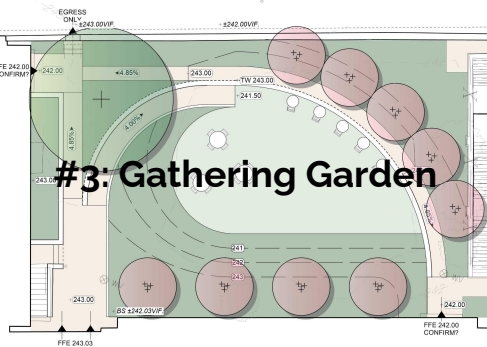 EGRESS
ONLY
±243.00VIF.
±242.00VIF.
FFE 242.00
CONFIRM?
242.00
4.85%
243.00
TW 243.00
241.50
4.00%
4.85%
#3: Gathering Garden
243.00
241
242
243
243.00
BS ±242.03VIF
242.00
FFE 242.00
CONFIRM?
FFE 243.03